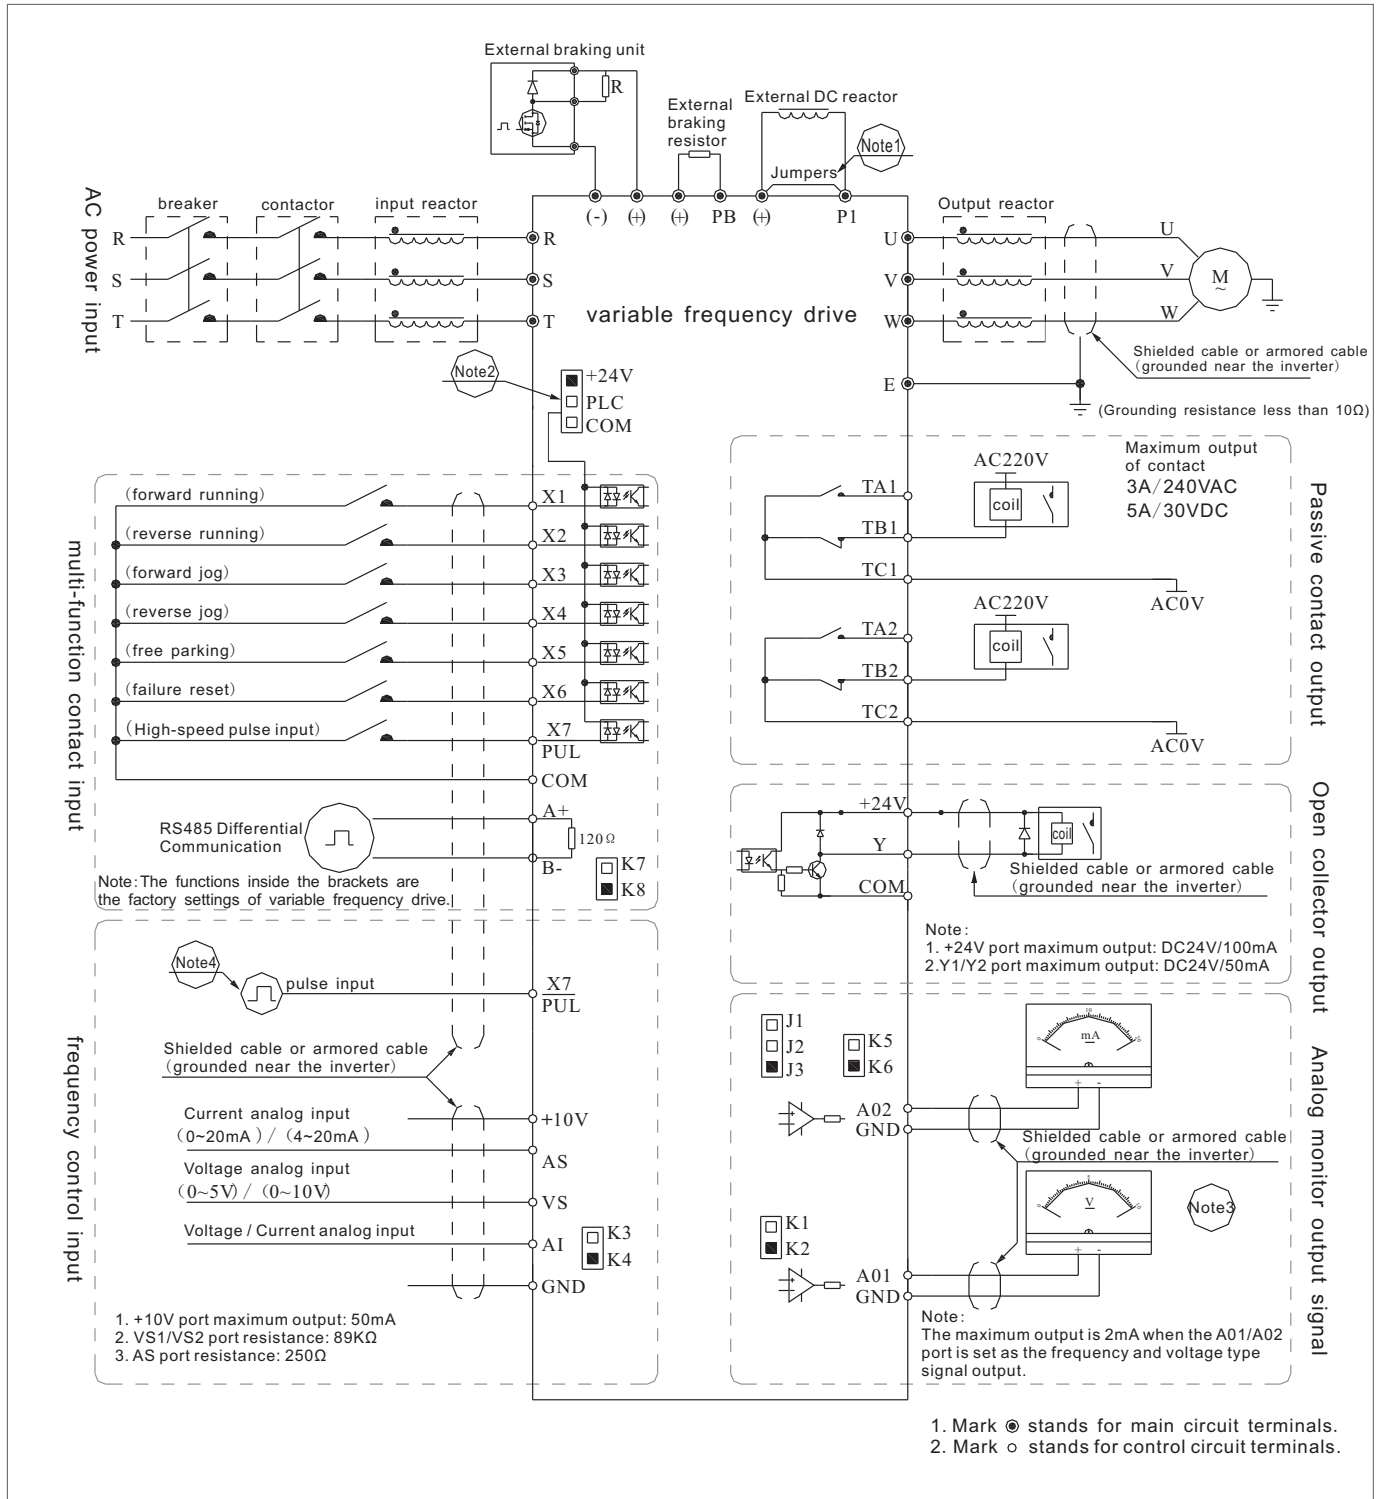 External braking unit
R
External
braking
resistor
External DC reactor
Note1
Jumpers
AC power input
breaker
contactor
input reactor
(-)
(+)
(+)
PB
(+)
P1
Output reactor
R
R
S
S
T
T
variable frequency drive
U
V
W
U
V
W
M
~
Shielded cable or armored cable
(grounded near the inverter)
E
(Grounding resistance less than 10Ω)
Note2
+24V
PLC
COM
multi-function contact input
(forward running)
X1
(reverse running)
X2
(forward jog)
X3
(reverse jog)
X4
(free parking)
X5
(failure reset)
X6
(High-speed pulse input)
X7
PUL
COM
RS485 Differential
Communication
A+
120Ω
B-
K7
K8
Note:The functions inside the brackets are
the factory settings of variable frequency drive.
Passive contact output
Maximum output
of contact
3A/240VAC
5A/30VDC
AC220V
coil
TA1
TB1
TC1
AC0V
AC220V
coil
TA2
TB2
TC2
AC0V
Open collector output
+24V
Y
COM
coil
Shielded cable or armored cable
(grounded near the inverter)
Note:
1. +24V port maximum output: DC24V/100mA
2.Y1/Y2 port maximum output: DC24V/50mA
frequency control input
Note4
pulse input
X7
PUL
Shielded cable or armored cable
(grounded near the inverter)
Current analog input
(0~20mA) / (4~20mA)
+10V
AS
Voltage analog input
(0~5V) / (0~10V)
VS
Voltage / Current analog input
AI
K3
K4
GND
1. +10V port maximum output: 50mA
2. VS1/VS2 port resistance: 89KΩ
3. AS port resistance: 250Ω
Analog monitor output signal
J1
J2
J3
K5
K6
0
10
20
mA
+ -
A02
GND
Shielded cable or armored cable
(grounded near the inverter)
0
5
10
V
+ -
Note3
K1
K2
A01
GND
Note:
The maximum output is 2mA when the A01/A02
port is set as the frequency and voltage type
signal output.
1. Mark stands for main circuit terminals.
2. Mark stands for control circuit terminals.